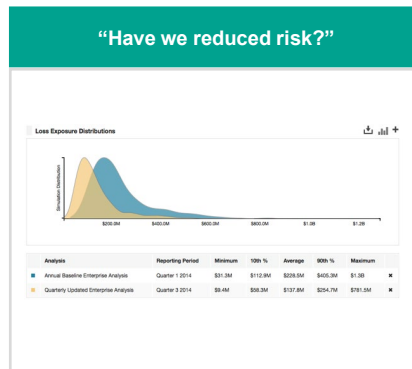 “Have we reduced risk?”
Loss Exposure Distributions
Simulation Distribution
$200.0M $400.0M $600.0M $800.0M $1.0B $1.2B
Analysis Reporting Period Minimum 10th % Average 90th % Maximum
Annual Baseline Enterprise Analysis Quarter 1 2014 $31.3M $112.9M $228.5M $405.3M $1.3B
Quarterly Updated Enterprise Analysis Quarter 3 2014 $9.4M $58.3M $137.8M $254.7M $781.5M